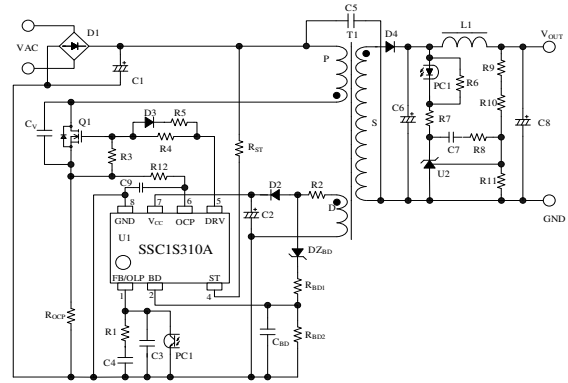 C5
D1
T1
D4
L1
VOUT
VAC
P
R9
C1
PC1
R6
R10
CV
Q1
D3
R5
C6
S
R7
C8
R4
RST
C7
R8
R3
R12
U2
R11
C9
D2
R2
8
7
6
5
C2
D
GND
VCC
OCP
DRV
GND
U1
SSC1S310A
DZBD
FB/OLP
BD
ST
1
2
4
RBD1
ROCP
R1
C3
PC1
CBD
RBD2
C4